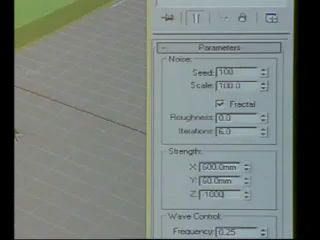 - Parameters
Noise:
Seed: 100
Scale: 100.0
Fractal
Roughness: 0.0
Iterations: 6.0
Strength:
X: 600.0mm
Y: 60.0mm
Z: -1000
Wave Control:
Frequency: 0.25